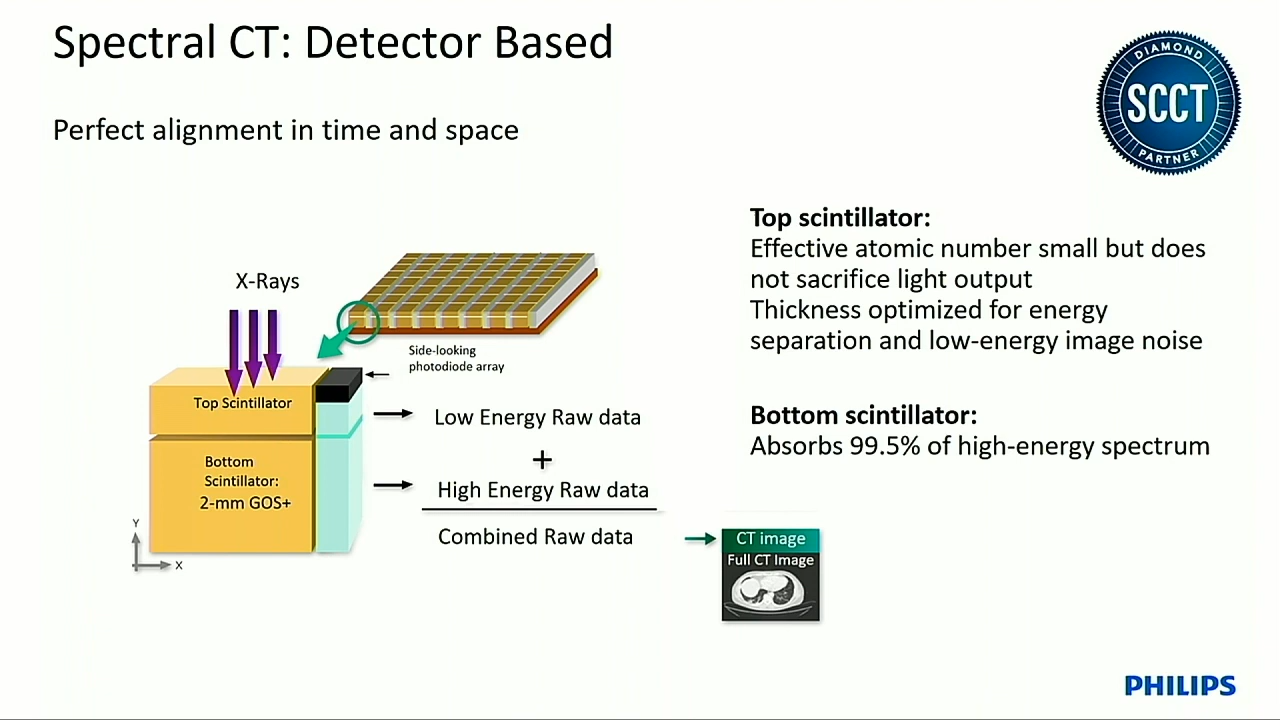 Spectral CT: Detector Based
DIAMOND
SCCT
PARTNER
Perfect alignment in time and space
X-Rays
Side-looking
photodiode array
Top Scintillator
Bottom
Scintillator:
2-mm GOS+
Y
X
Low Energy Raw data
+
High Energy Raw data
Combined Raw data
CT image
Full CT Image
Top scintillator:
Effective atomic number small but does
not sacrifice light output
Thickness optimized for energy
separation and low-energy image noise
Bottom scintillator:
Absorbs 99.5% of high-energy spectrum
PHILIPS